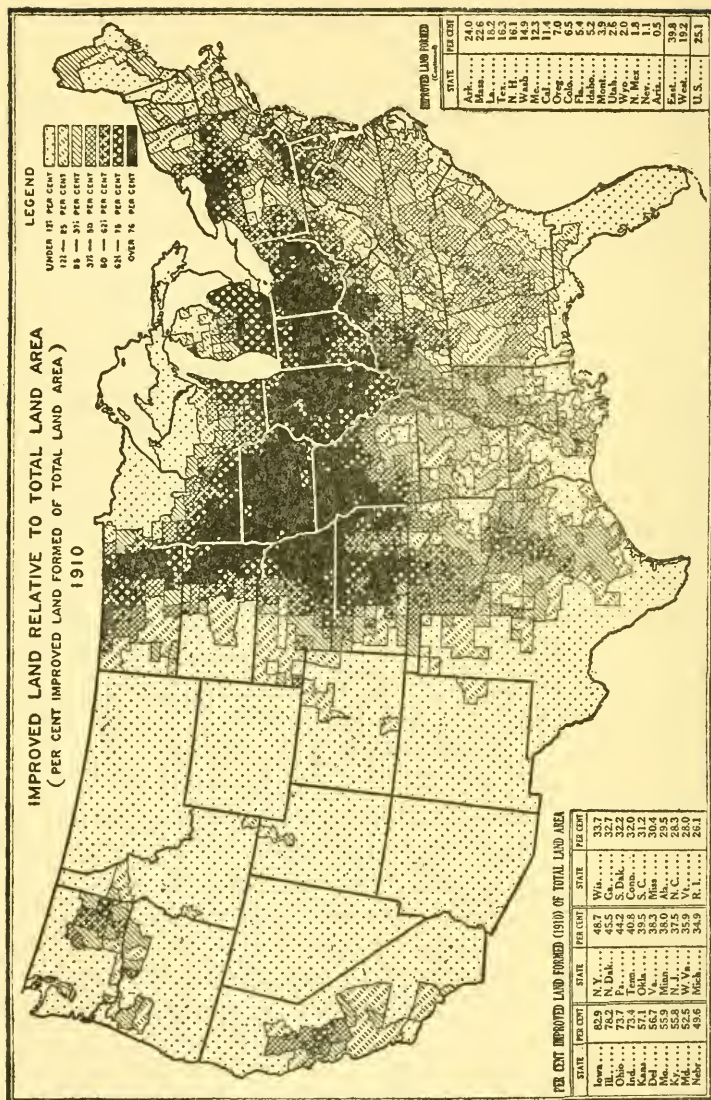 IMPROVED LAND RELATIVE TO TOTAL LAND AREA
( PER CENT IMPROVED LAND FORMED OF TOTAL LAND AREA )
1910
LEGEND
UNDER 12½ PER CENT
12½ — 25 PER CENT
25 — 37½ PER CENT
37½ — 50 PER CENT
50 — 62½ PER CENT
62½ — 75 PER CENT
OVER 75 PER CENT
PER CENT IMPROVED LAND FORMED (1910) OF TOTAL LAND AREA
STATE PER CENT STATE PER CENT STATE PER CENT
Iowa 82.9 N.Y. 48.7 Wis. 33.7
Ill. 78.2 N. Dak. 45.5 Ga. 32.7
Ohio 73.7 Pa. 44.2 S. Dak. 32.2
Ind. 73.4 Tenn. 40.8 Conn. 32.0
Kans. 57.1 Okla. 39.5 S. C. 31.2
Del. 56.7 Va. 38.3 Miss. 30.4
Mo. 55.9 Minn. 38.0 Ala. 29.5
Ky. 55.8 N. J. 37.5 N. C. 28.3
Md. 52.5 W. Va. 35.9 Vt. 28.0
Nebr. 49.6 Mich. 34.9 R. I. 26.1
IMPROVED LAND FORMED
(Continued)
STATE PER CENT
Ark. 24.0
Mass. 22.6
La. 18.2
Tex. 16.3
N. H. 16.1
Wash. 14.9
Me. 12.3
Cal. 11.4
Oreg. 7.0
Colo. 6.5
Fla. 5.4
Idaho. 5.2
Mont. 3.9
Utah. 2.6
Wyo. 2.0
N. Mex. 1.8
Nev. 1.1
Ariz. 0.5
East. 39.8
West. 19.2
U. S. 25.1